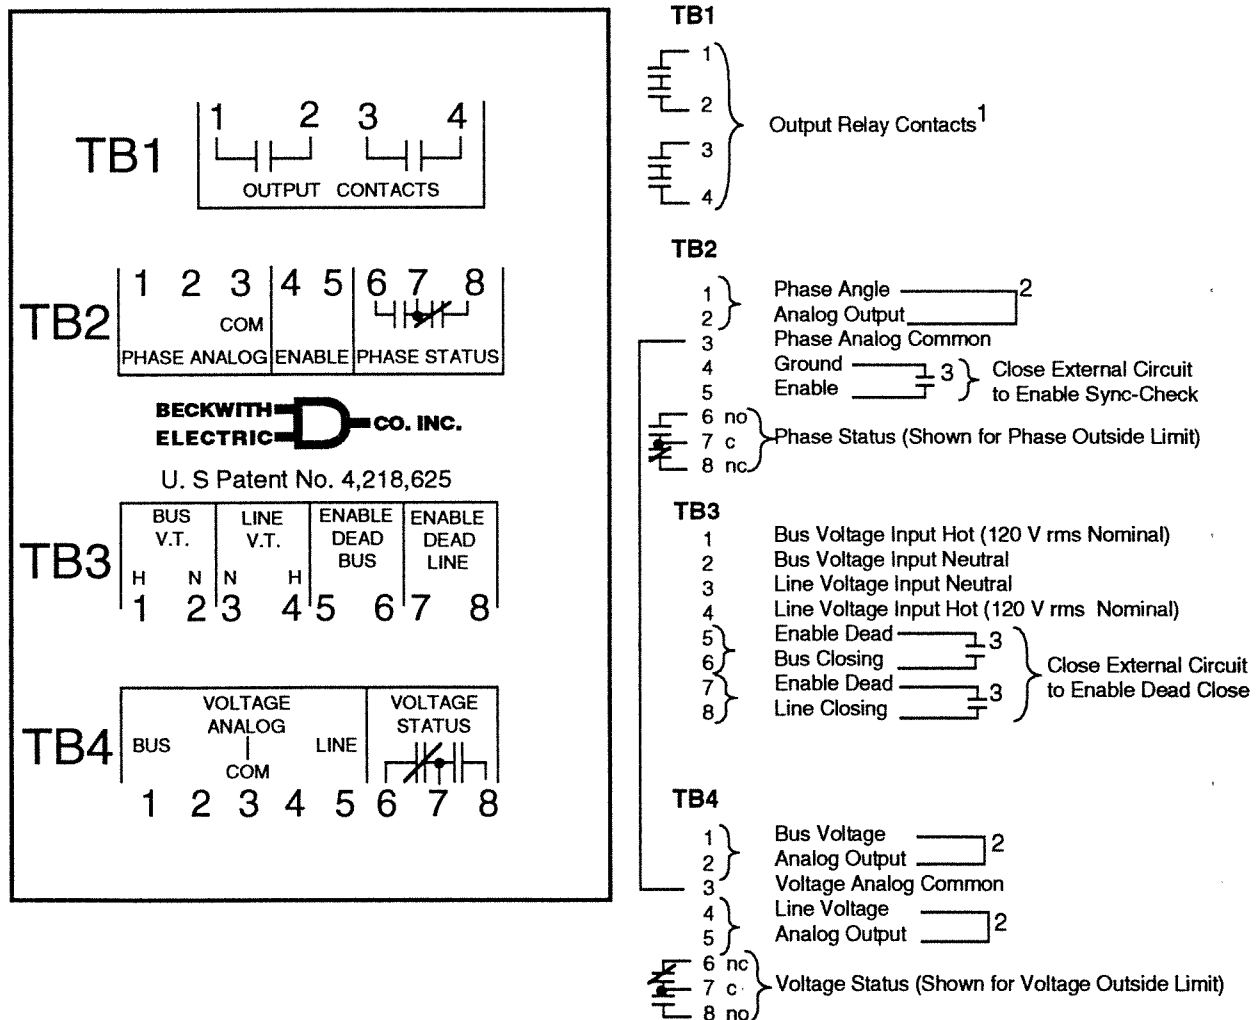 1 2 3 4
TB1
OUTPUT CONTACTS
1 2 3 4 5 6 7 8
TB2
COM
PHASE ANALOG ENABLE PHASE STATUS
BECKWITH
ELECTRIC
CO. INC.
U. S Patent No. 4,218,625
TB3
BUS
V.T.
LINE
V.T.
ENABLE
DEAD
BUS
ENABLE
DEAD
LINE
H N N H
1 2 3 4 5 6 7 8
TB4
VOLTAGE
ANALOG
VOLTAGE
STATUS
BUS LINE
COM
1 2 3 4 5 6 7 8
TB1
1
2
3
4
Output Relay Contacts1
TB2
1 Phase Angle
2 Analog Output
2
3 Phase Analog Common
4 Ground
5 Enable
3
Close External Circuit
to Enable Sync-Check
6 no
7 c
8 nc
Phase Status (Shown for Phase Outside Limit)
TB3
1 Bus Voltage Input Hot (120 V rms Nominal)
2 Bus Voltage Input Neutral
3 Line Voltage Input Neutral
4 Line Voltage Input Hot (120 V rms Nominal)
5 Enable Dead
6 Bus Closing
3
7 Enable Dead
8 Line Closing
3
Close External Circuit
to Enable Dead Close
TB4
1 Bus Voltage
2 Analog Output
2
3 Voltage Analog Common
4 Line Voltage
5 Analog Output
2
6 nc
7 c
8 no
Voltage Status (Shown for Voltage Outside Limit)